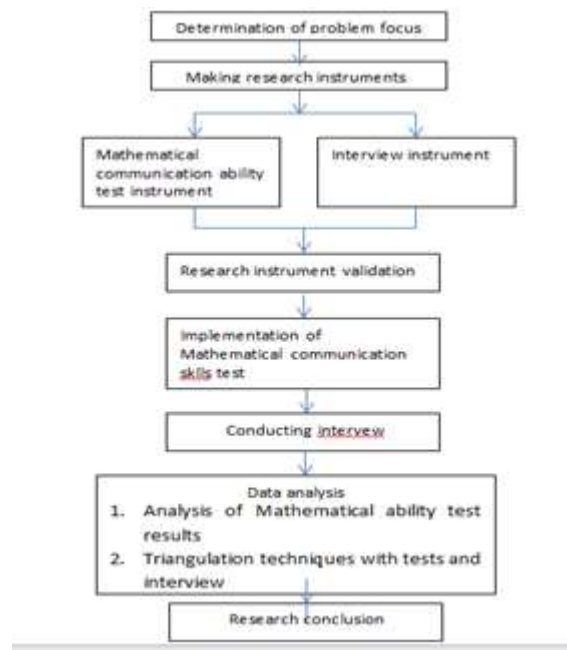 Determination of problem focus
Making research instruments
Mathematical
communication ability
test instrument
Interview instrument
Research instrument validation
Implementation of
Mathematical communication
skils test
Conducting intervew
Data analysis
1. Analysis of Mathematical ability test
results
2. Triangulation techniques with tests and
interview
Research conclusion